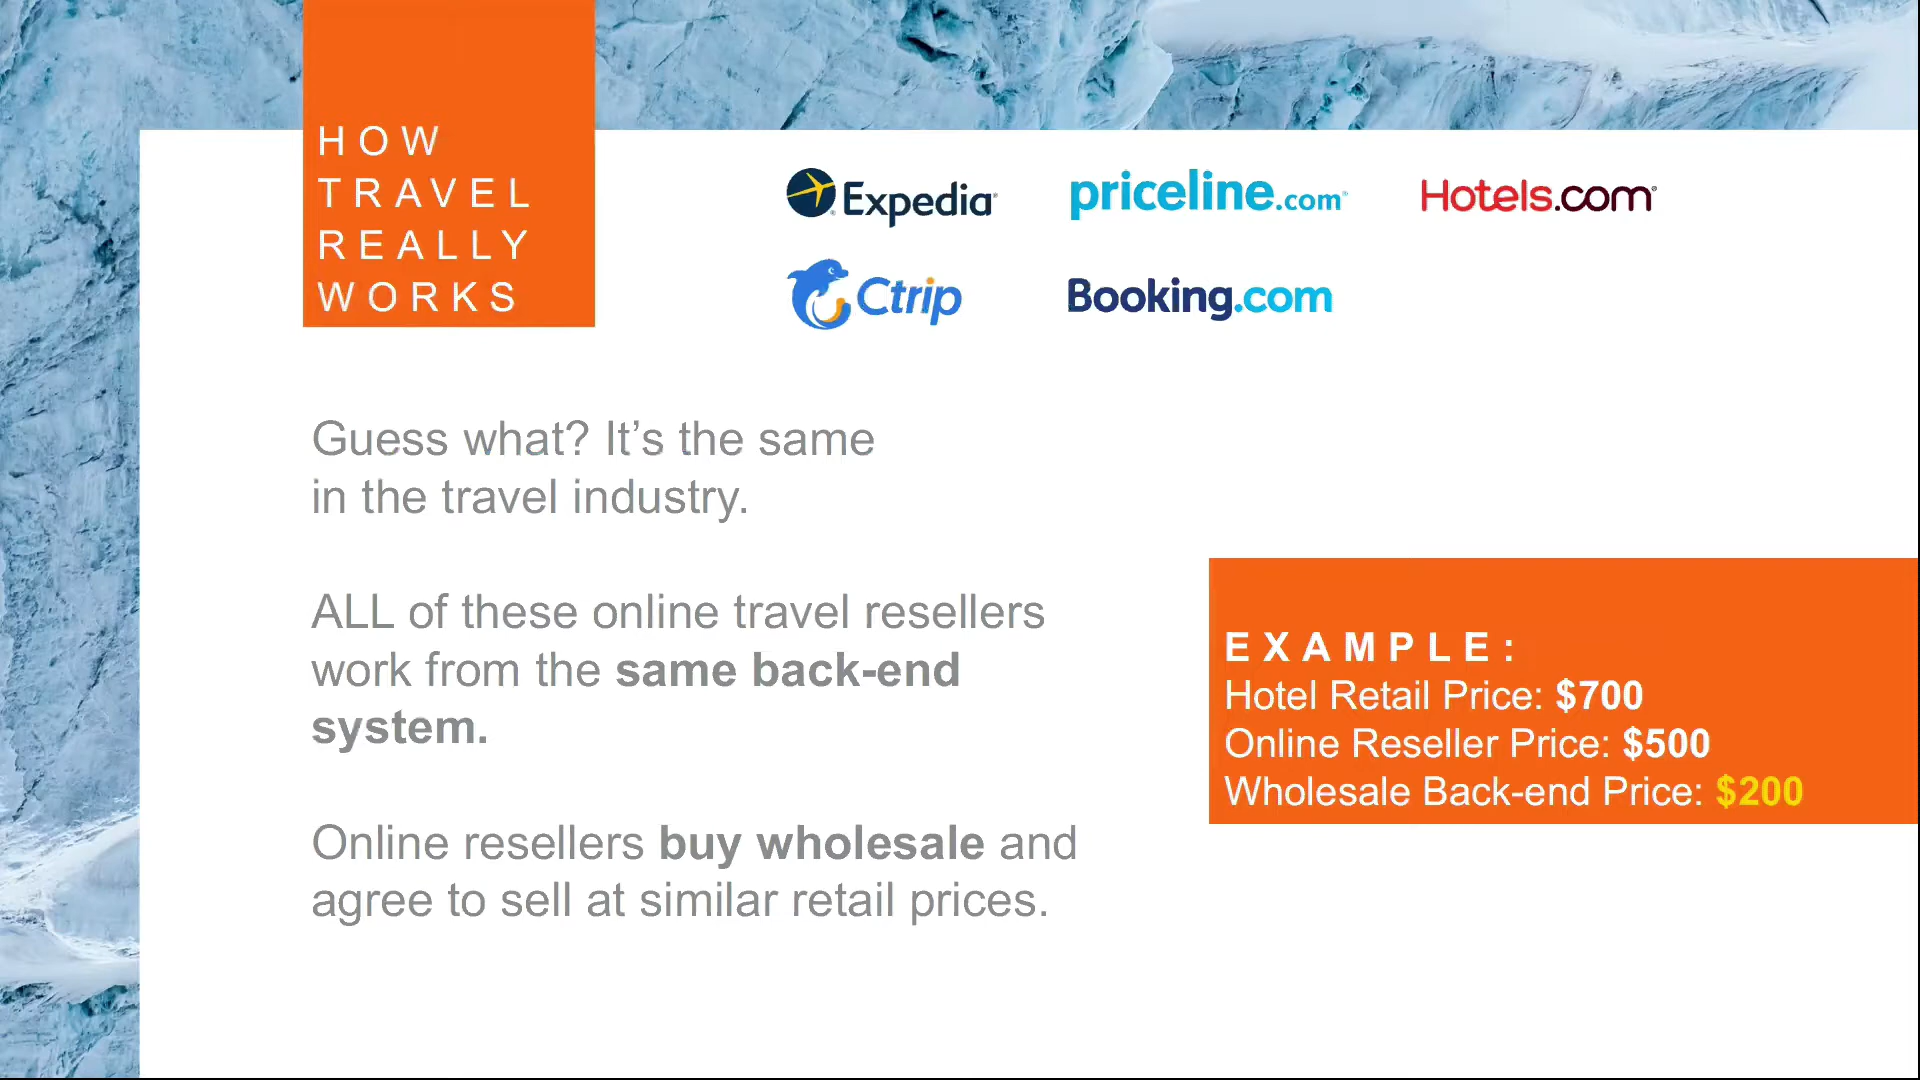 HOW
TRAVEL
REALLY
WORKS
Expedia
priceline.com
Hotels.com
Ctrip
Booking.com
Guess what? It’s the same
in the travel industry.
ALL of these online travel resellers
work from the same back-end
system.
Online resellers buy wholesale and
agree to sell at similar retail prices.
EXAMPLE:
Hotel Retail Price: $700
Online Reseller Price: $500
Wholesale Back-end Price: $200